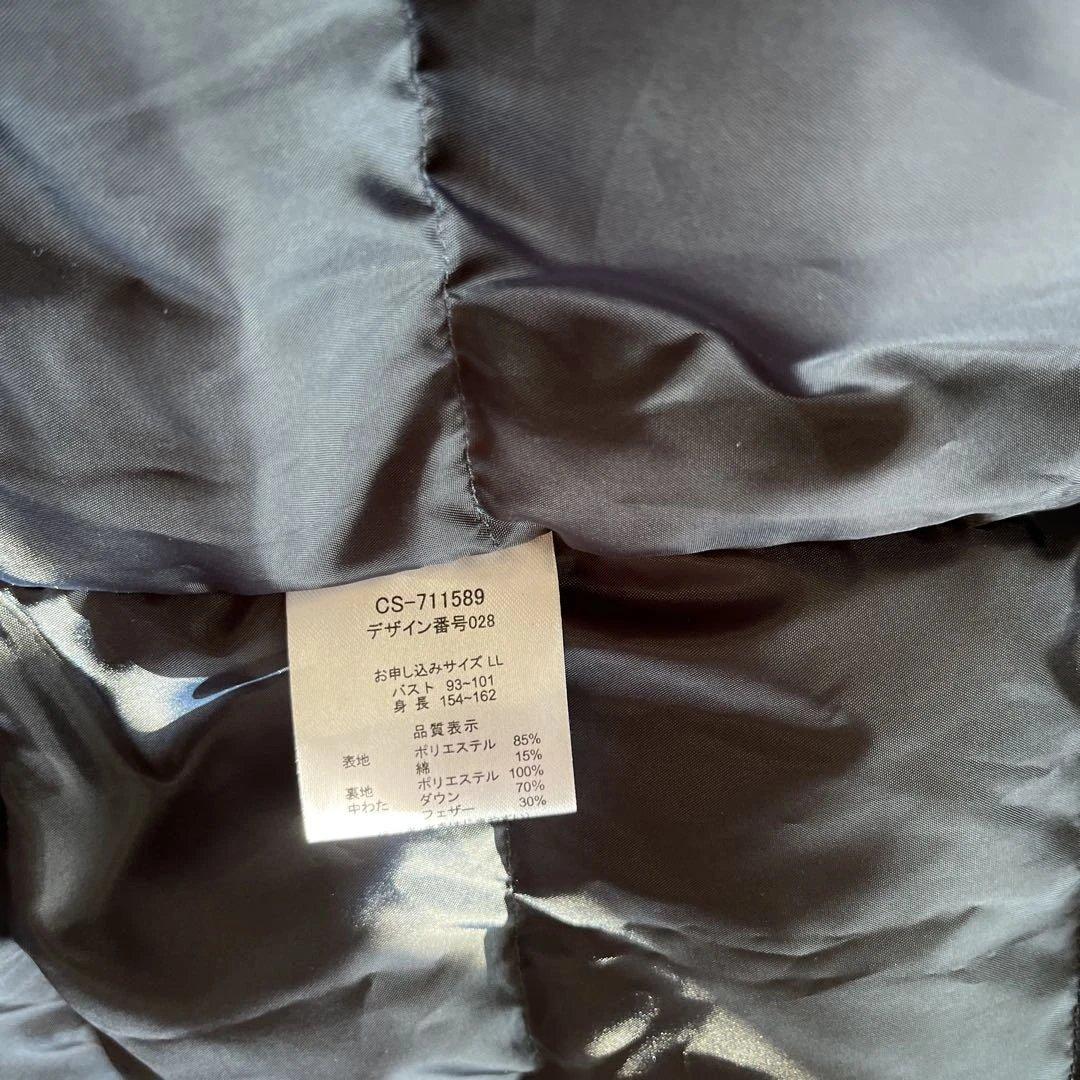 CS-711589
デザイン番号028
お申し込みサイズ LL
バスト 93~101
身長 154~162
品質表示
表地 ポリエステル 85%
綿 15%
裏地 ポリエステル 100%
中わた ダウン 70%
フェザー 30%